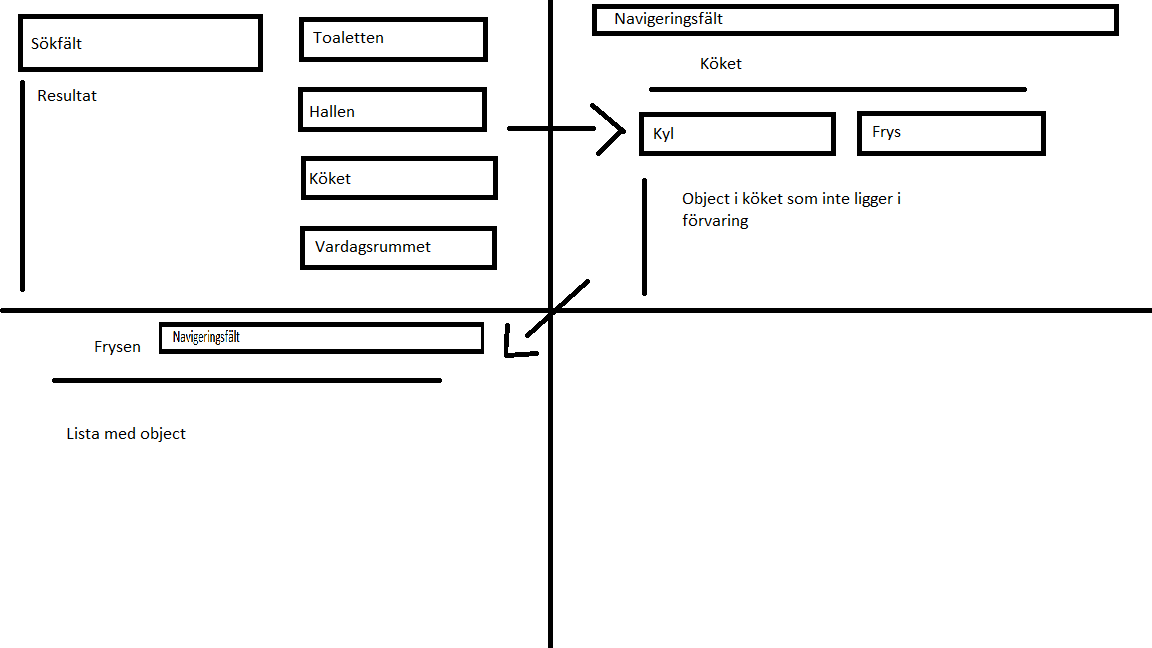 Sökfält
Resultat
Toaletten
Hallen
Köket
Vardagsrummet
Navigeringsfält
Köket
Kyl
Frys
Object i köket som inte ligger i
förvaring
Frysen
Navigeringsfält
Lista med object